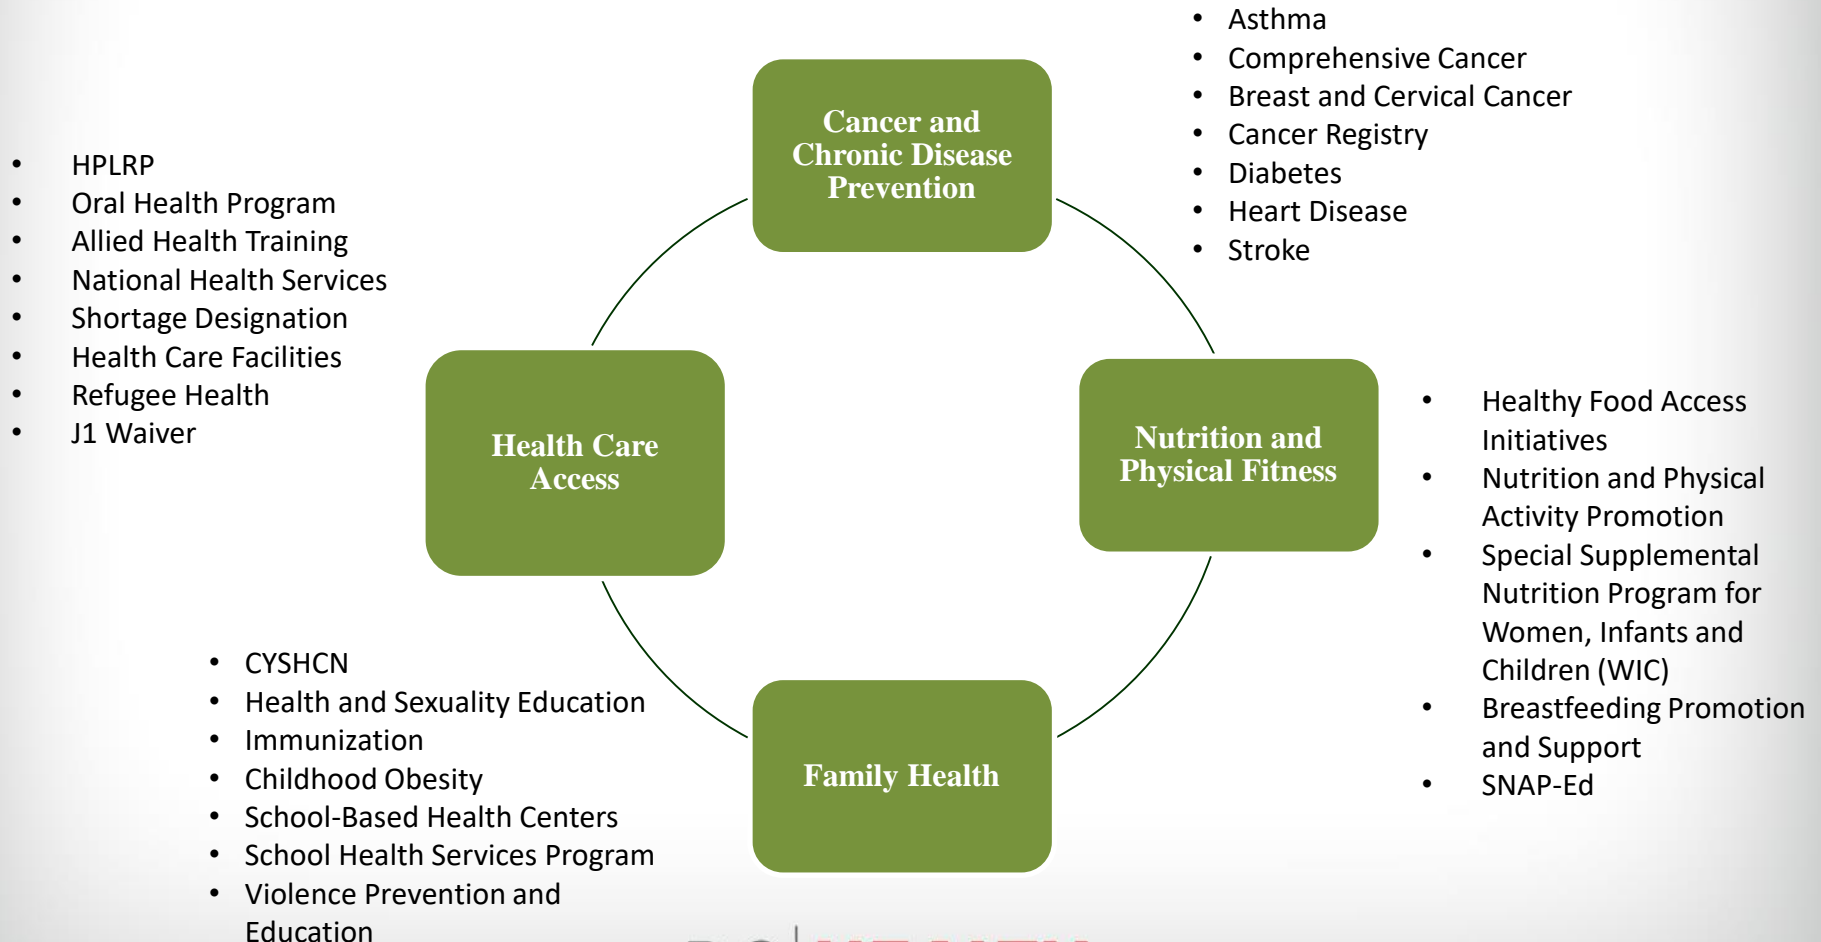 • Asthma
• Comprehensive Cancer
• Breast and Cervical Cancer
• Cancer Registry
• Diabetes
• Heart Disease
• Stroke
Cancer and
Chronic Disease
Prevention
• HPLRP
• Oral Health Program
• Allied Health Training
• National Health Services
• Shortage Designation
• Health Care Facilities
• Refugee Health
• J1 Waiver
Health Care
Access
Nutrition and
Physical Fitness
• Healthy Food Access
Initiatives
• Nutrition and Physical
Activity Promotion
• Special Supplemental
Nutrition Program for
Women, Infants and
Children (WIC)
• Breastfeeding Promotion
and Support
• SNAP-Ed
• CYSHCN
• Health and Sexuality Education
• Immunization
• Childhood Obesity
• School-Based Health Centers
• School Health Services Program
• Violence Prevention and
Education
Family Health